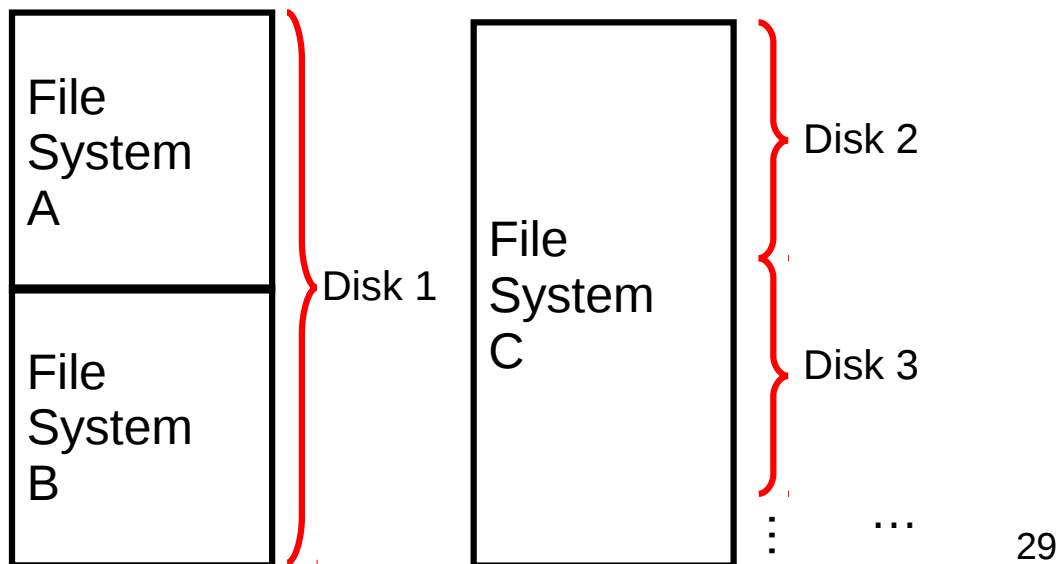 File
System
A
File
System
B
Disk 1
File
System
C
Disk 2
Disk 3
⋮
...
29